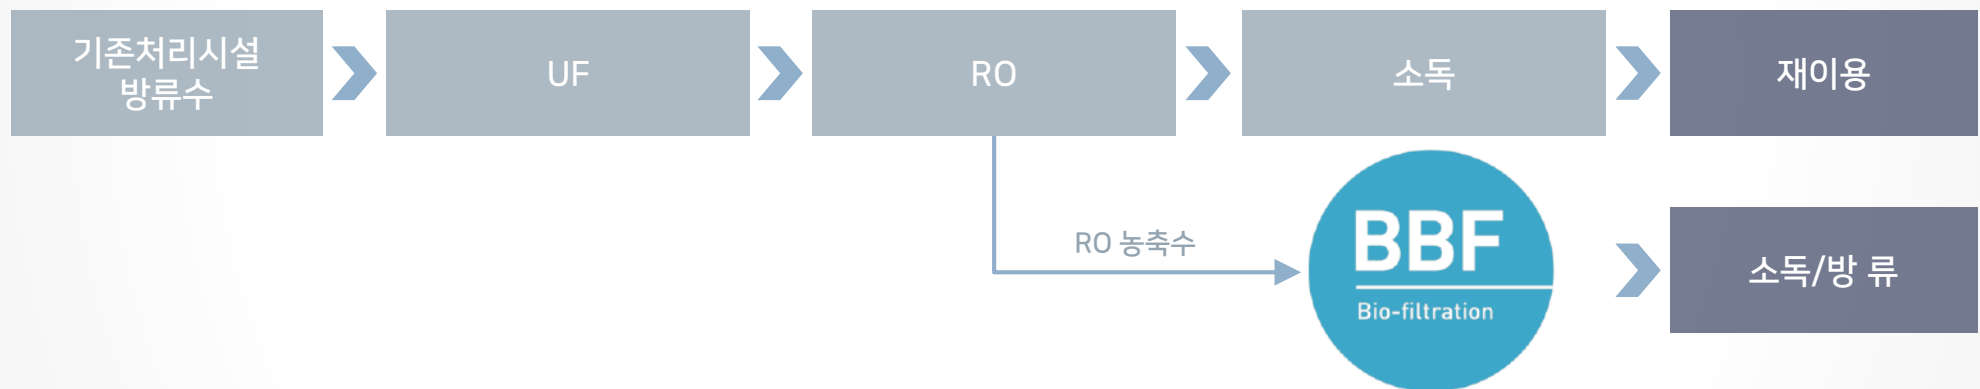 기존처리시설
방류수
UF
RO
소독
재이용
RO 농축수
BBF
Bio-filtration
소독/방 류